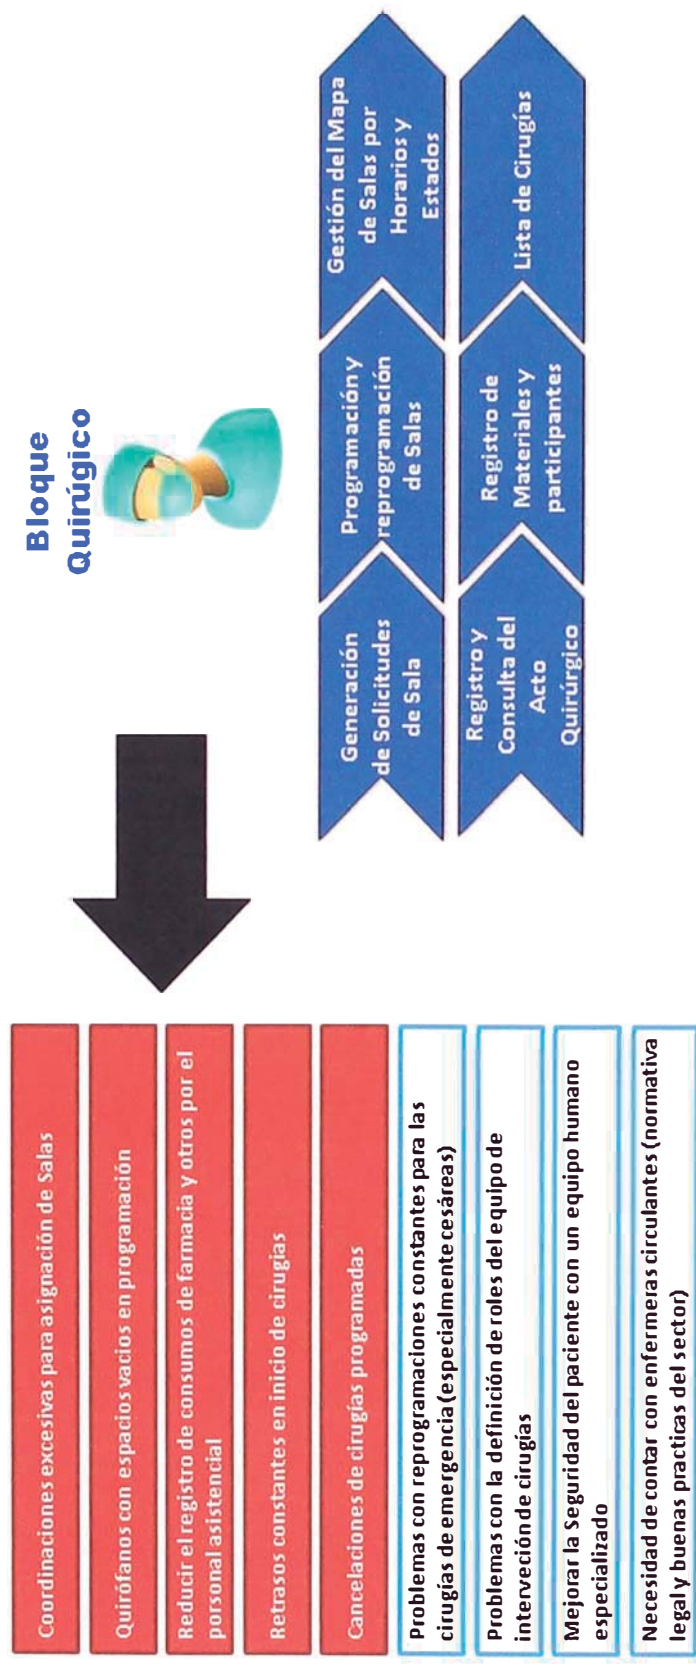 Coordinaciones excesivas para asignación de Salas
Quirófanos con espacios vacios en programación
Reducir el registro de consumos de farmacia y otros por el
porsonal asistencial
Retrasos constantes en inicio de cirugías
Cancelaciones de cirugías programadas
Problemas con reprogramaciones constantes para las
cirugías de emergencia (especialmente cesáreas)
Problemas con la definición de roles del equipo de
interveción de cirugías
Mejorar la Seguridad del paciente con un equipo humano
especializado
Necesidad de contar con enfermeras circulantes (normativa
legal y buenas practicas del sector)
Bloque
Quirúgico
Generación
de Solicitudes
de Sala
Programación y
reprogramación
de Salas
Gestión del Mapa
de Salas por
Horarios y
Estados
Registro y
Consulta del
Acto
Quirúrgico
Registro de
Materiales y
participantes
Lista de Cirugías